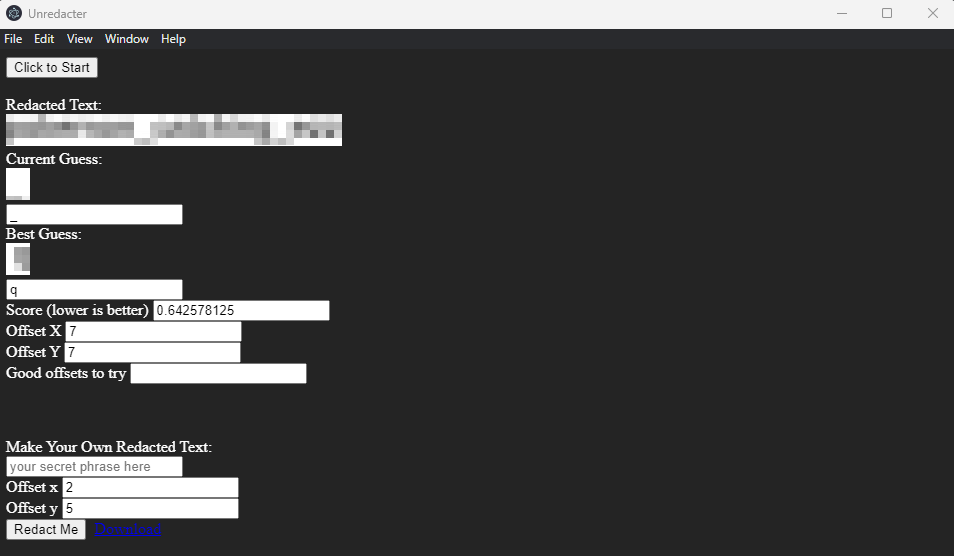 Unredacter
File Edit View Window Help
Click to Start
Redacted Text:
Current Guess:
_
Best Guess:
q
Score (lower is better) 0.642578125
Offset X 7
Offset Y 7
Good offsets to try
Make Your Own Redacted Text:
your secret phrase here
Offset x 2
Offset y 5
Redact Me Download